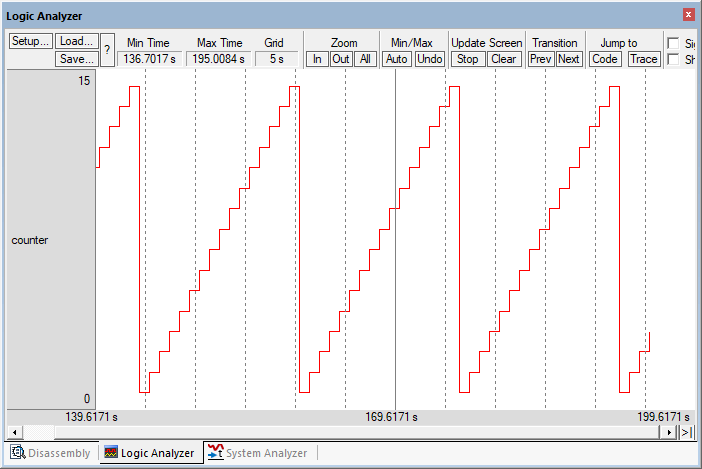 Logic Analyzer
Setup... Load... Save... ?
Min Time Max Time Grid Zoom Min/Max Update Screen Transition Jump to
136.7017 s 195.0084 s 5 s In Out All Auto Undo Stop Clear Prev Next Code Trace
Sig
Sh
15
counter
0
139.6171 s 169.6171 s 199.6171 s
Disassembly Logic Analyzer System Analyzer